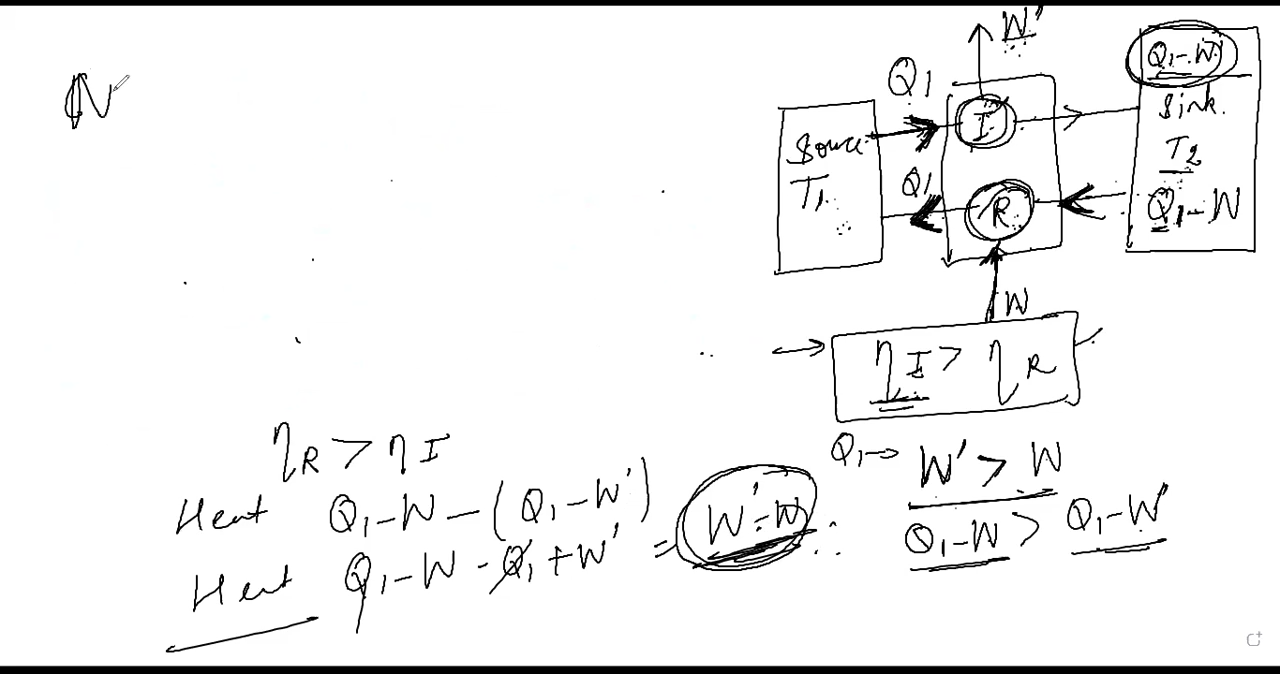 W'
Q1
Q1-W'
I
Sink
Source
T2
T1
Q1
R
Q1-W
W
ηI > ηR
ηR > ηI
Q1→
W' > W
Heat Q1-W-(Q1-W')
= W'-W
∴ Q1-W > Q1-W'
Heat Q1-W-Q1+W'